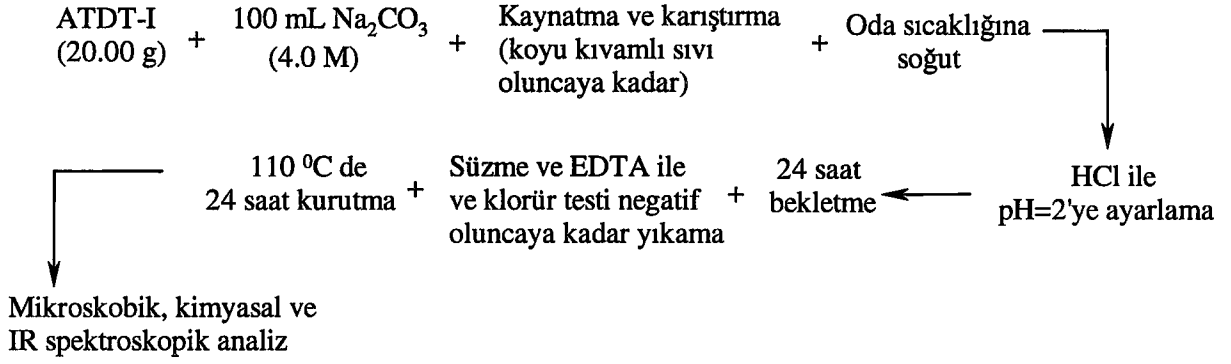 ATDT-I
(20.00 g)
+
100 mL Na₂CO₃
(4.0 M)
+
Kaynatma ve karıştırma
(koyu kıvamlı sıvı
oluncaya kadar)
+
Oda sıcaklığına
soğut
HCl ile
pH=2'ye ayarlama
24 saat
bekletme
+
Süzme ve EDTA ile
ve klorür testi negatif
oluncaya kadar yıkama
+
110 ⁰C de
24 saat kurutma
Mikroskobik, kimyasal ve
IR spektroskopik analiz